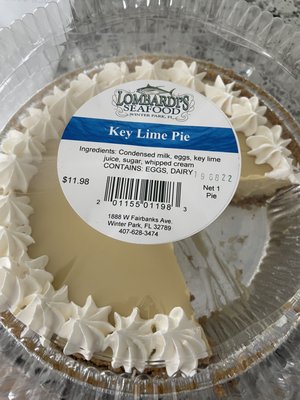 LOMBARDI'S
SEAFOOD
WINTER PARK, FL
Key Lime Pie
Ingredients: Condensed milk, eggs, key lime
juice, sugar, whipped cream
CONTAINS: EGGS, DAIRY
$11.98
Net 1
Pie
2 01155 01198 3
1888 W Fairbanks Ave.
Winter Park, FL 32789
407-628-3474